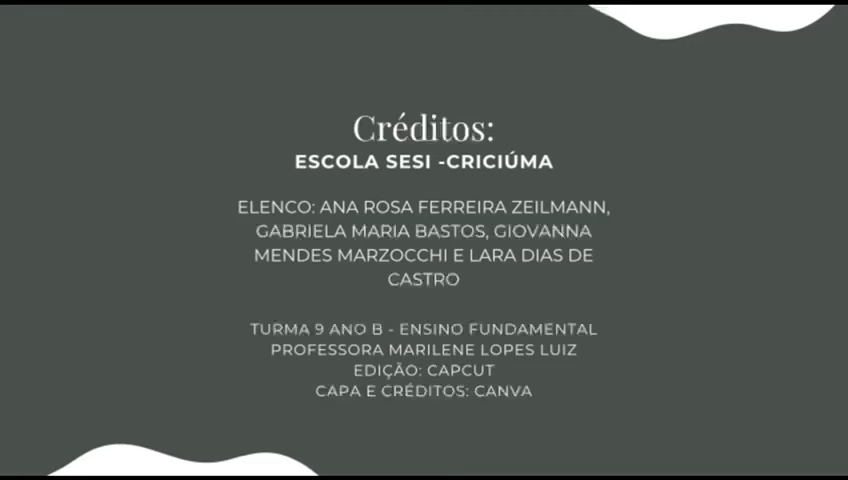 Créditos:
ESCOLA SESI -CRICIÚMA
ELENCO: ANA ROSA FERREIRA ZEILMANN,
GABRIELA MARIA BASTOS, GIOVANNA
MENDES MARZOCCHI E LARA DIAS DE
CASTRO
TURMA 9 ANO B - ENSINO FUNDAMENTAL
PROFESSORA MARILENE LOPES LUIZ
EDIÇÃO: CAPCUT
CAPA E CRÉDITOS: CANVA